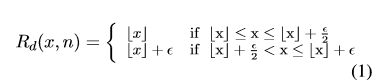 R_d(x, n) = { ⌊x⌋ if ⌊x⌋ ≤ x ≤ ⌊x⌋ + ϵ/2
⌊x⌋ + ϵ if ⌊x⌋ + ϵ/2 < x ≤ ⌊x⌋ + ϵ
(1)